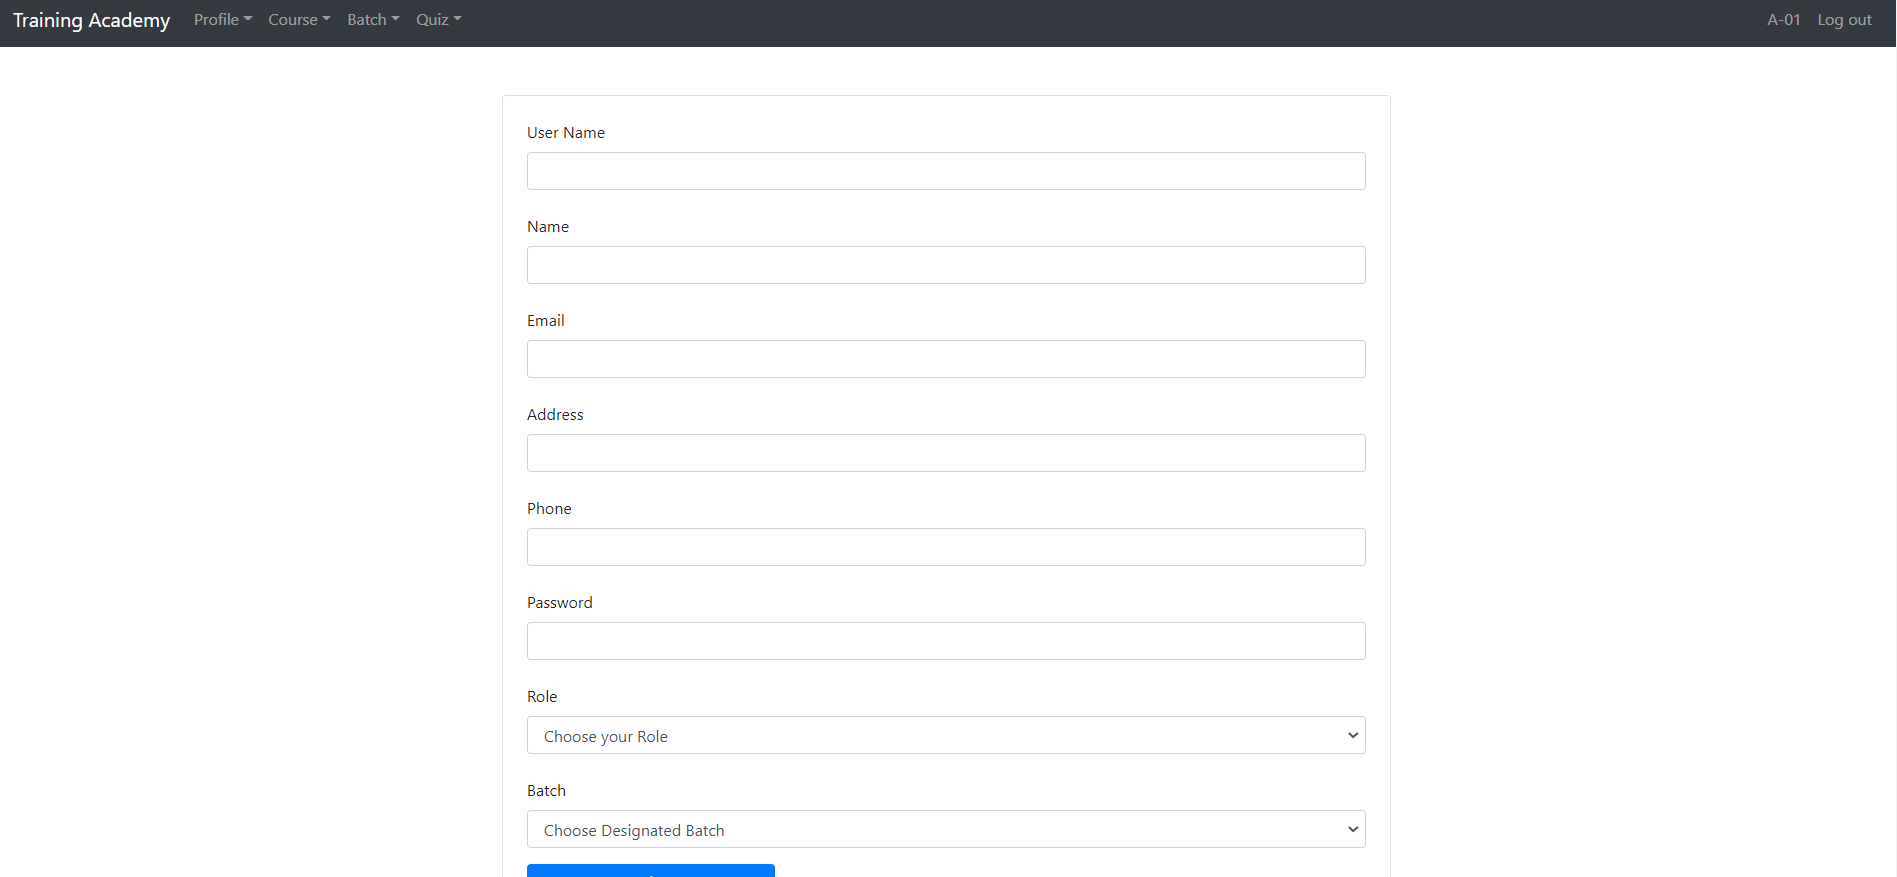 Training Academy Profile Course Batch Quiz A-01 Log out
User Name
Name
Email
Address
Phone
Password
Role
Choose your Role
Batch
Choose Designated Batch